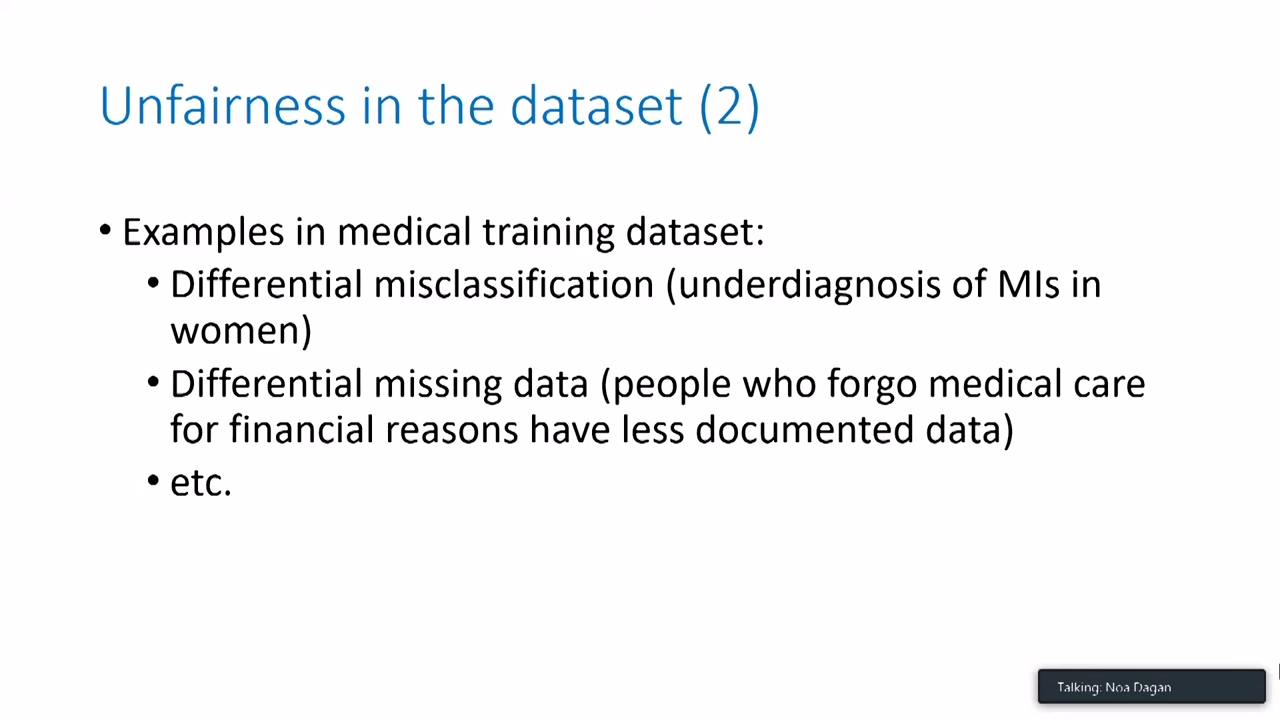 Unfairness in the dataset (2)
• Examples in medical training dataset:
• Differential misclassification (underdiagnosis of MIs in
women)
• Differential missing data (people who forgo medical care
for financial reasons have less documented data)
• etc.
Talking: Noa Dagan